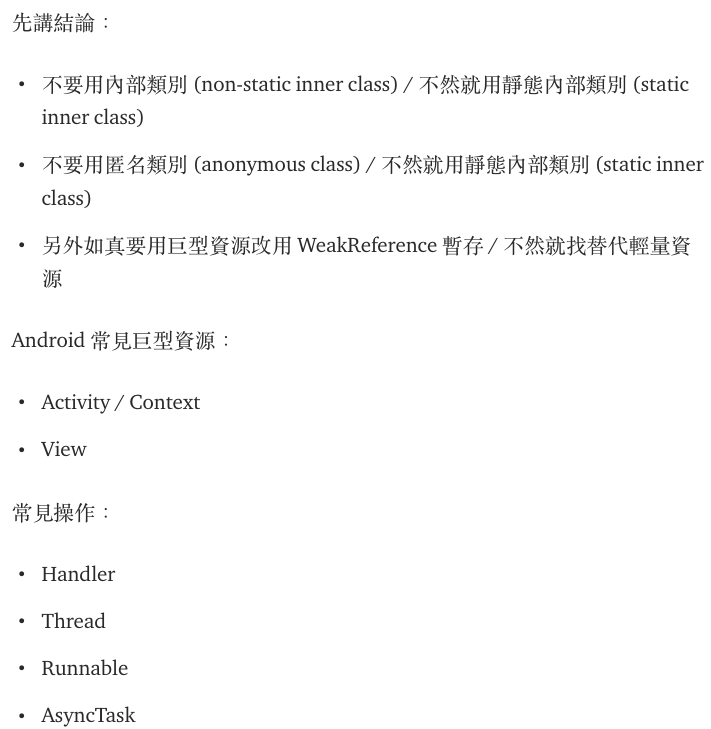 先講結論：
• 不要用內部類別 (non-static inner class) / 不然就用靜態內部類別 (static
inner class)
• 不要用匿名類別 (anonymous class) / 不然就用靜態內部類別 (static inner
class)
• 另外如真要用巨型資源改用 WeakReference 暫存 / 不然就找替代輕量資
源
Android 常見巨型資源：
• Activity / Context
• View
常見操作：
• Handler
• Thread
• Runnable
• AsyncTask